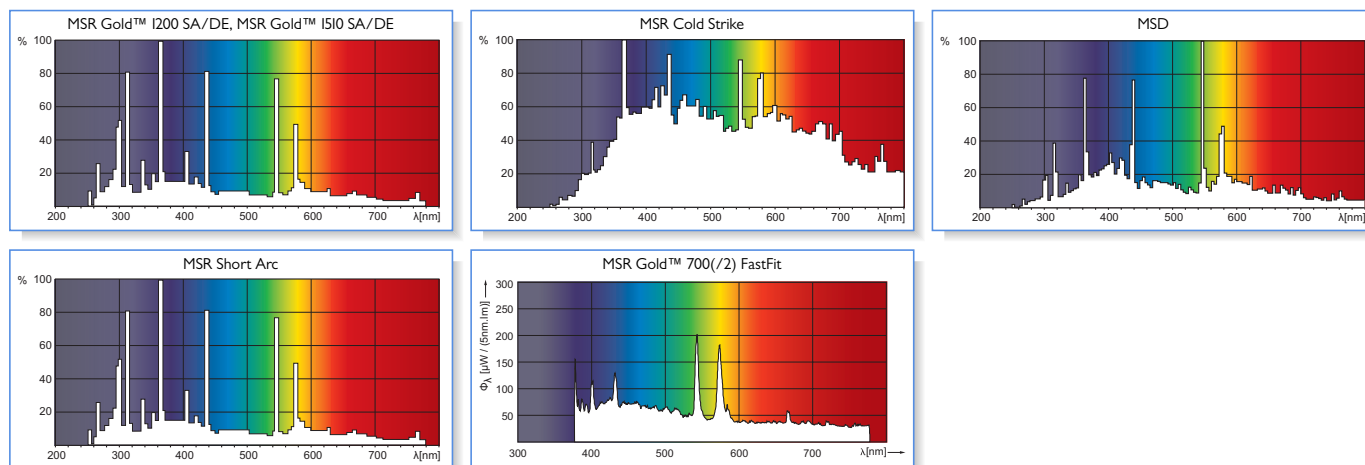 MSR Gold™ 1200 SA/DE, MSR Gold™ 1510 SA/DE
%
100
80
60
40
20
200 300 400 500 600 700 λ[nm]
MSR Cold Strike
%
100
80
60
40
20
200 300 400 500 600 700 λ[nm]
MSD
%
100
80
60
40
20
200 300 400 500 600 700 λ[nm]
MSR Short Arc
%
100
80
60
40
20
200 300 400 500 600 700 λ[nm]
MSR Gold™ 700(/2) FastFit
Φλ [µW / (5nm.lm)]
300
250
200
150
100
50
300 400 500 600 700 λ[nm]